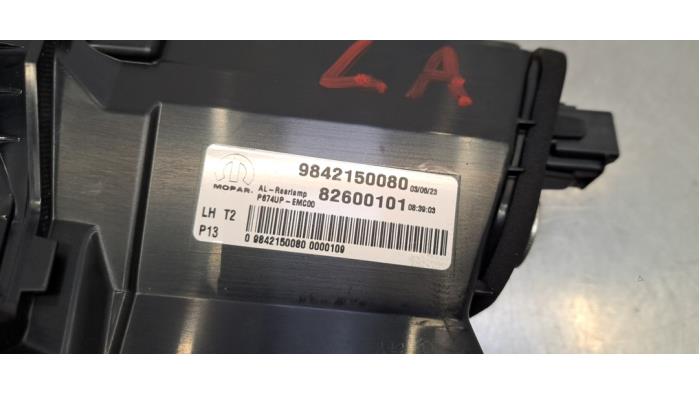 LA
MOPAR.
9842150080 03/06/23
AL-Rearlamp 82600101 08:39:03
P674UP-EMC00
LH T2
P13
0 9842150080 0000109